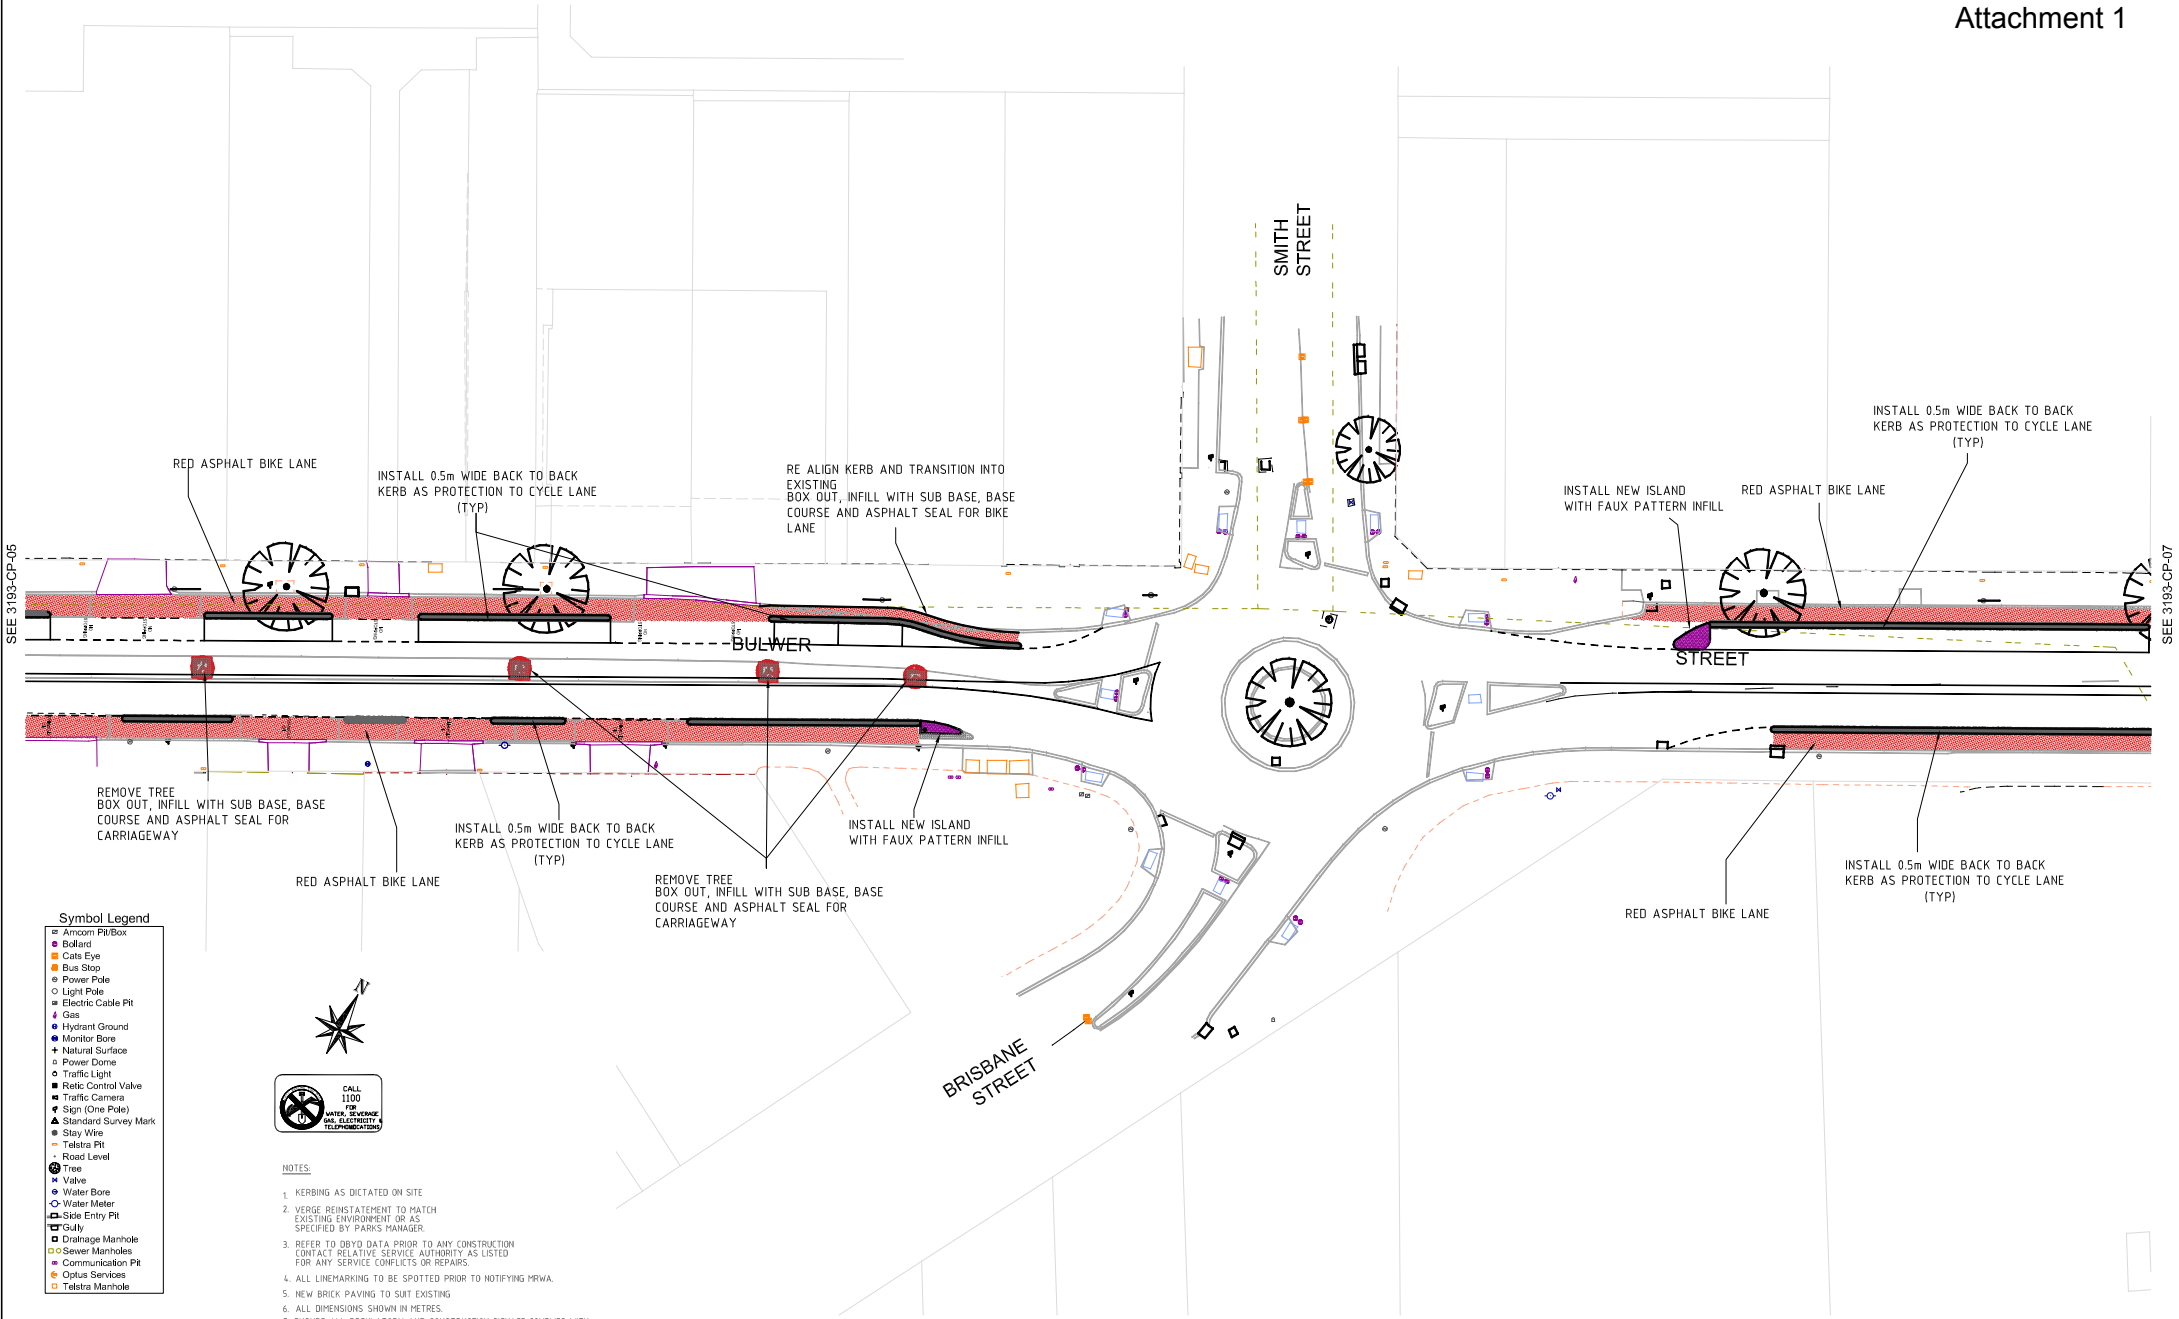 Attachment 1
SMITH
STREET
INSTALL 0.5m WIDE BACK TO BACK
KERB AS PROTECTION TO CYCLE LANE
(TYP)
RED ASPHALT BIKE LANE
INSTALL 0.5m WIDE BACK TO BACK
KERB AS PROTECTION TO CYCLE LANE
(TYP)
RE ALIGN KERB AND TRANSITION INTO
EXISTING
BOX OUT, INFILL WITH SUB BASE, BASE
COURSE AND ASPHALT SEAL FOR BIKE
LANE
INSTALL NEW ISLAND
WITH FAUX PATTERN INFILL
RED ASPHALT BIKE LANE
SEE 3193-CP-05
SEE 3193-CP-07
BULWER
STREET
REMOVE TREE
BOX OUT, INFILL WITH SUB BASE, BASE
COURSE AND ASPHALT SEAL FOR
CARRIAGEWAY
RED ASPHALT BIKE LANE
INSTALL 0.5m WIDE BACK TO BACK
KERB AS PROTECTION TO CYCLE LANE
(TYP)
REMOVE TREE
BOX OUT, INFILL WITH SUB BASE, BASE
COURSE AND ASPHALT SEAL FOR
CARRIAGEWAY
INSTALL NEW ISLAND
WITH FAUX PATTERN INFILL
INSTALL 0.5m WIDE BACK TO BACK
KERB AS PROTECTION TO CYCLE LANE
(TYP)
RED ASPHALT BIKE LANE
BRISBANE
STREET
Symbol Legend
Amcom Pit/Box
Bollard
Cats Eye
Bus Stop
Power Pole
Light Pole
Electric Cable Pit
Gas
Hydrant Ground
Monitor Bore
Natural Surface
Power Dome
Traffic Light
Retic Control Valve
Traffic Camera
Sign (One Pole)
Standard Survey Mark
Stay Wire
Telstra Pit
Road Level
Tree
Valve
Water Bore
Water Meter
Side Entry Pit
Gully
Drainage Manhole
Sewer Manholes
Communication Pit
Optus Services
Telstra Manhole
N
CALL
1100
FOR
WATER, SEWERAGE
GAS, ELECTRICITY &
NOTES:
1. KERBING AS DICTATED ON SITE
2. VERGE REINSTATEMENT TO MATCH
EXISTING ENVIRONMENT OR AS
SPECIFIED BY PARKS MANAGER.
3. REFER TO DBYD DATA PRIOR TO ANY CONSTRUCTION
CONTACT RELATIVE SERVICE AUTHORITY AS LISTED
FOR ANY SERVICE CONFLICTS OR REPAIRS.
4. ALL LINEMARKING TO BE SPOTTED PRIOR TO NOTIFYING MRWA.
5. NEW BRICK PAVING TO SUIT EXISTING
6. ALL DIMENSIONS SHOWN IN METRES.